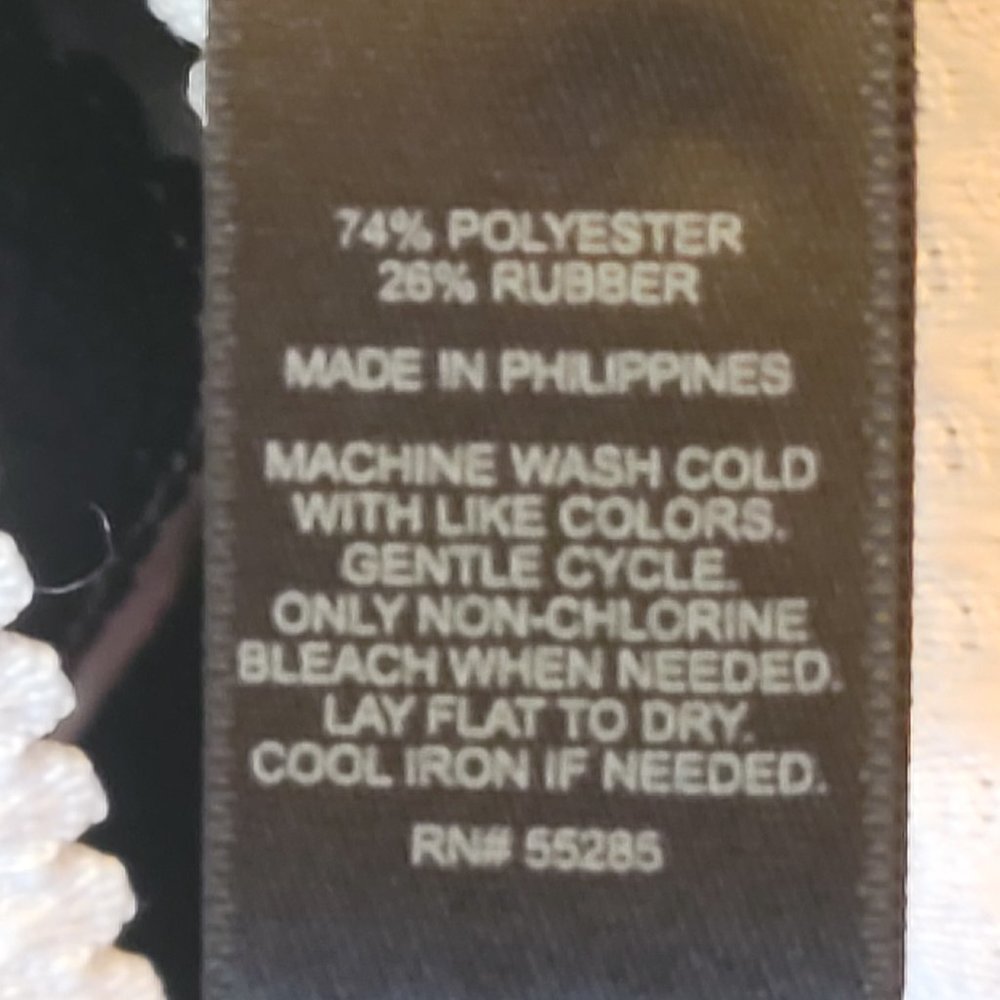 74% POLYESTER
26% RUBBER
MADE IN PHILIPPINES
MACHINE WASH COLD
WITH LIKE COLORS.
GENTLE CYCLE.
ONLY NON-CHLORINE
BLEACH WHEN NEEDED.
LAY FLAT TO DRY.
COOL IRON IF NEEDED.
RN# 55285